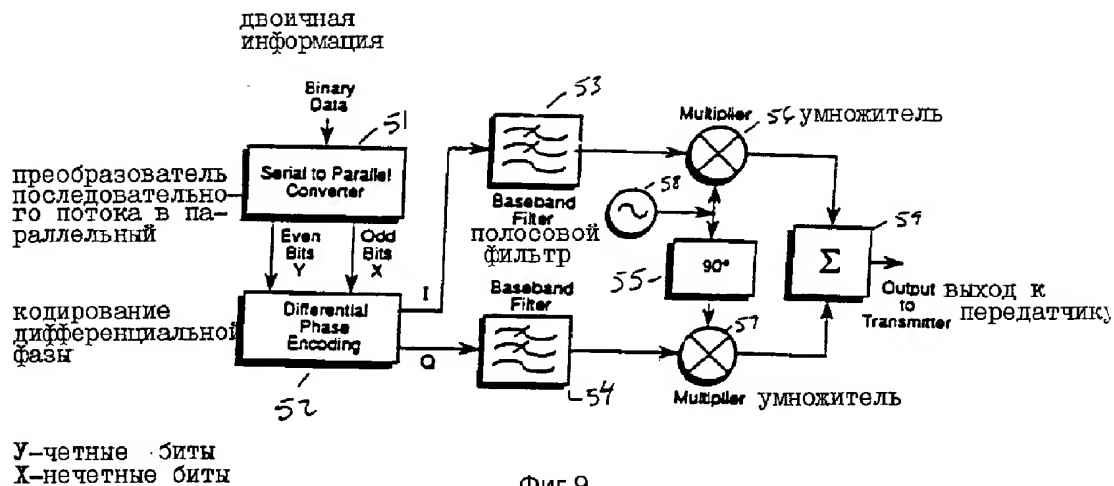 двоичная
информация
Binary
Data
51
преобразователь
последовательно-
го потока в па-
раллельный
Serial to Parallel
Converter
Even
Bits
Y
Odd
Bits
X
кодирование
дифференциальной
фазы
Differential
Phase
Encoding
52
I
Q
53
Baseband
Filter
полосовой
фильтр
Baseband
Filter
54
Multiplier 56 умножитель
58
55
90°
57
Multiplier умножитель
59
Σ
Output
to
Transmitter
выход к
передатчику
У-четные биты
Х-нечетные биты
Фиг.9